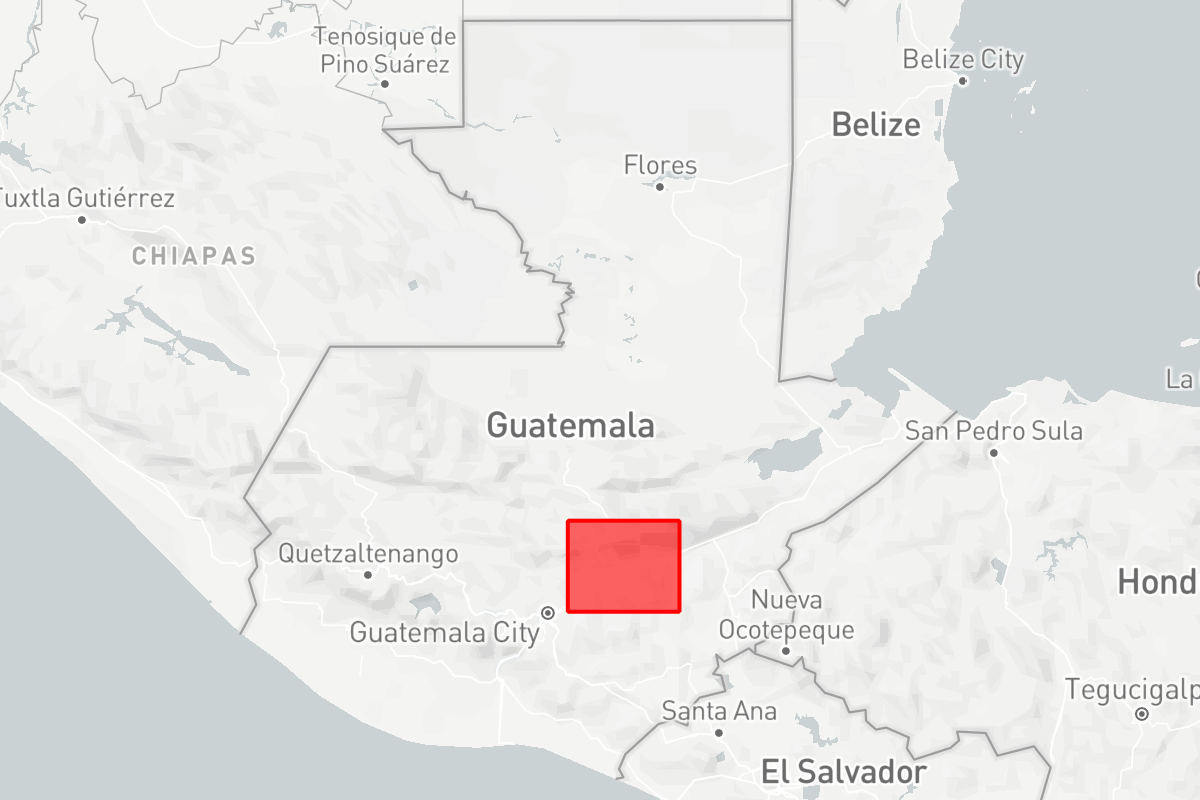 Tenosique de
Pino Suárez
Belize City
Belize
Flores
Tuxtla Gutiérrez
CHIAPAS
La
Guatemala
San Pedro Sula
Quetzaltenango
Hond
Nueva
Ocotepeque
Guatemala City
Tegucigalp
Santa Ana
El Salvador